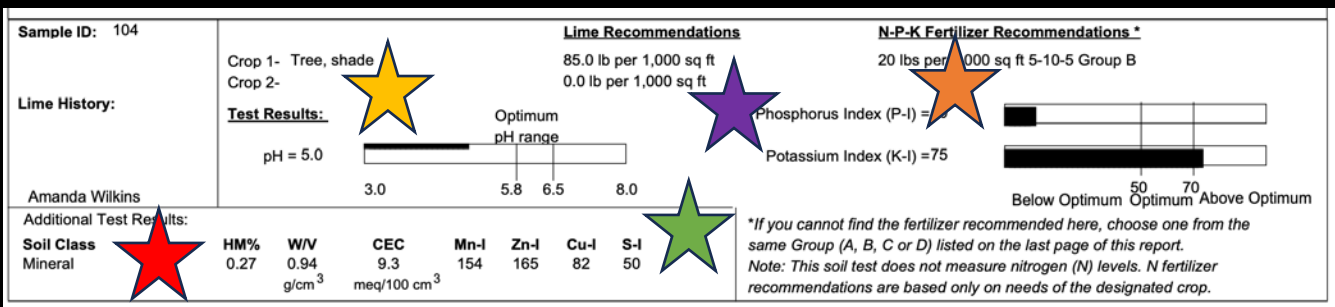 Sample ID: 104
Lime Recommendations
N-P-K Fertilizer Recommendations *
Crop 1- Tree, shade
85.0 lb per 1,000 sq ft
20 lbs per 000 sq ft 5-10-5 Group B
Crop 2-
0.0 lb per 1,000 sq ft
Lime History:
Test Results:
Optimum
pH range
Phosphorus Index (P-I) =
pH = 5.0
Potassium Index (K-I) =75
3.0 5.8 6.5 8.0
50 70
Below Optimum Optimum Above Optimum
Amanda Wilkins
Additional Test Results:
Soil Class HM% W/V CEC Mn-I Zn-I Cu-I S-I
Mineral 0.27 0.94 9.3 154 165 82 50
g/cm3 meq/100 cm3
*If you cannot find the fertilizer recommended here, choose one from the
same Group (A, B, C or D) listed on the last page of this report.
Note: This soil test does not measure nitrogen (N) levels. N fertilizer
recommendations are based only on needs of the designated crop.